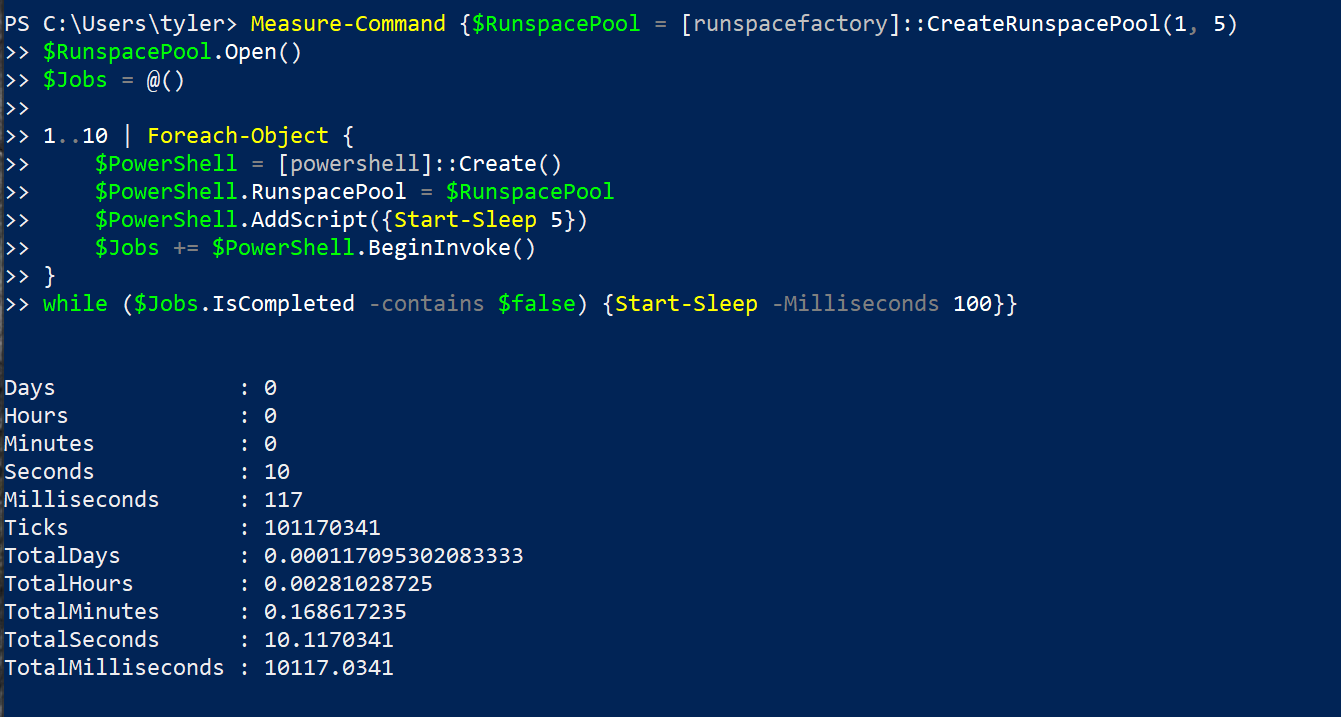 PS C:\Users\tyler> Measure-Command {$RunspacePool = [runspacefactory]::CreateRunspacePool(1, 5)
>> $RunspacePool.Open()
>> $Jobs = @()
>>
>> 1..10 | Foreach-Object {
>>     $PowerShell = [powershell]::Create()
>>     $PowerShell.RunspacePool = $RunspacePool
>>     $PowerShell.AddScript({Start-Sleep 5})
>>     $Jobs += $PowerShell.BeginInvoke()
>> }
>> while ($Jobs.IsCompleted -contains $false) {Start-Sleep -Milliseconds 100}}
Days              : 0
Hours             : 0
Minutes           : 0
Seconds           : 10
Milliseconds      : 117
Ticks             : 101170341
TotalDays         : 0.000117095302083333
TotalHours        : 0.00281028725
TotalMinutes      : 0.168617235
TotalSeconds      : 10.1170341
TotalMilliseconds : 10117.0341